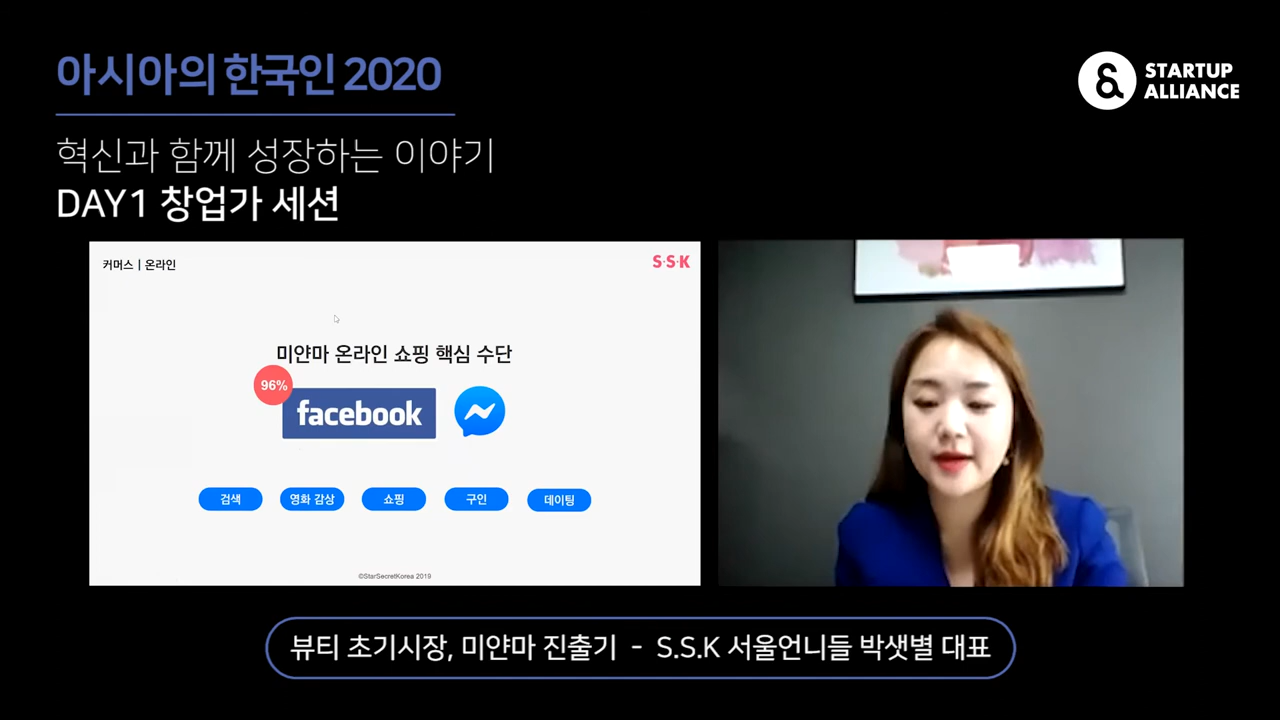 아시아의 한국인 2020
STARTUP
ALLIANCE
혁신과 함께 성장하는 이야기
DAY1 창업가 세션
커머스 | 온라인
S·S·K
미얀마 온라인 쇼핑 핵심 수단
96%
facebook
검색 영화 감상 쇼핑 구인 데이팅
©StarSecretKorea 2019
뷰티 초기시장, 미얀마 진출기 - S.S.K 서울언니들 박샛별 대표